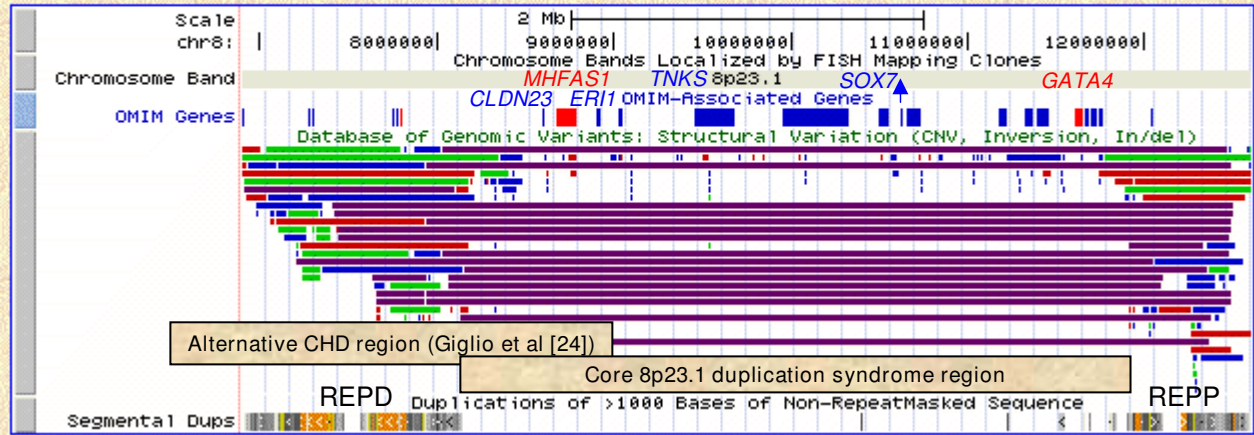 Scale 2 Mb
chr8: 8000000 9000000 10000000 11000000 12000000
Chromosome Bands Localized by FISH Mapping Clones
Chromosome Band MHFAS1 TNKS 8p23.1 SOX7 GATA4
CLDN23 ERI1 OMIM-Associated Genes
OMIM Genes
Database of Genomic Variants: Structural Variation (CNV, Inversion, In/del)
Alternative CHD region (Giglio et al [24])
Core 8p23.1 duplication syndrome region
REPD REPP
Duplications of >1000 Bases of Non-RepeatMasked Sequence
Segmental Dups